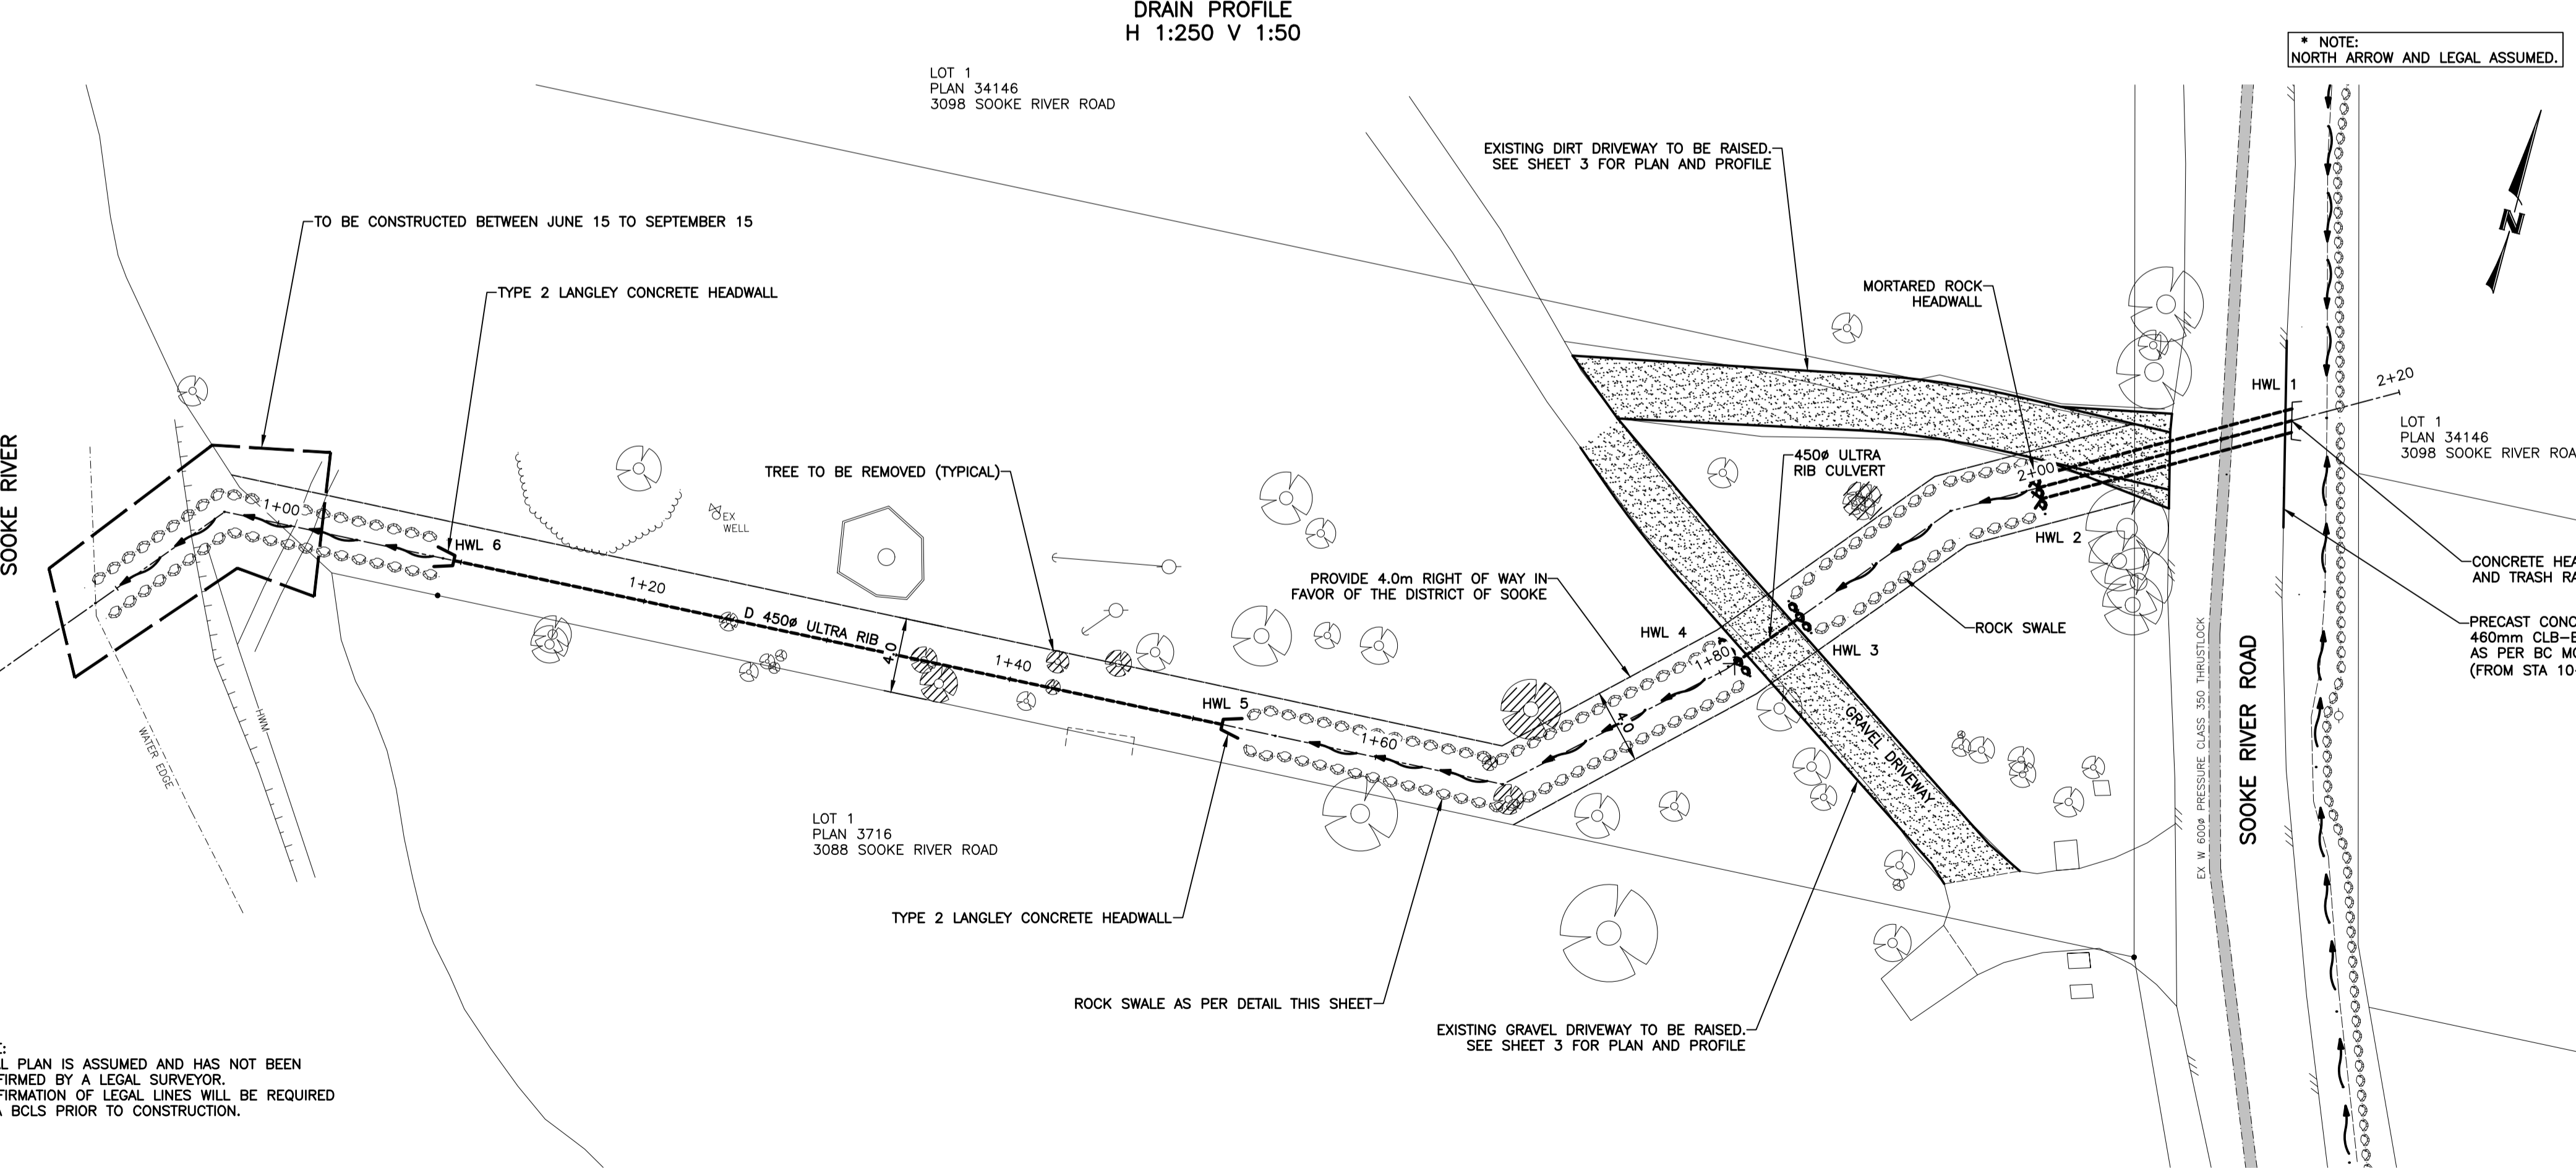 DRAIN PROFILE
H 1:250 V 1:50
* NOTE:
NORTH ARROW AND LEGAL ASSUMED.
LOT 1
PLAN 34146
3098 SOOKE RIVER ROAD
EXISTING DIRT DRIVEWAY TO BE RAISED.
SEE SHEET 3 FOR PLAN AND PROFILE
N
TO BE CONSTRUCTED BETWEEN JUNE 15 TO SEPTEMBER 15
TYPE 2 LANGLEY CONCRETE HEADWALL
MORTARED ROCK
HEADWALL
HWL 1
2+20
LOT 1
PLAN 34146
3098 SOOKE RIVER
SOOKE RIVER
TREE TO BE REMOVED (TYPICAL)
450ø ULTRA
RIB CULVERT
2+00
1+00
EX
WELL
HWL 6
HWL 2
CONCRETE
AND TRASH
1+20
PROVIDE 4.0m RIGHT OF WAY IN
FAVOR OF THE DISTRICT OF SOOKE
D 450ø ULTRA RIB
4.0
1+40
HWL 4
1+80
HWL 3
ROCK SWALE
PRECAST
460mm
AS PER BC
(FROM STA
HWM
WATER EDGE
HWL 5
1+60
4.0
GRAVEL DRIVEWAY
EX W 600ø PRESSURE CLASS 350 THRUSTLOCK
SOOKE RIVER ROAD
LOT 1
PLAN 3716
3088 SOOKE RIVER ROAD
TYPE 2 LANGLEY CONCRETE HEADWALL
ROCK SWALE AS PER DETAIL THIS SHEET
EXISTING GRAVEL DRIVEWAY TO BE RAISED.
SEE SHEET 3 FOR PLAN AND PROFILE
PLAN IS ASSUMED AND HAS NOT BEEN
BY A LEGAL SURVEYOR.
OF LEGAL LINES WILL BE REQUIRED
BCLS PRIOR TO CONSTRUCTION.